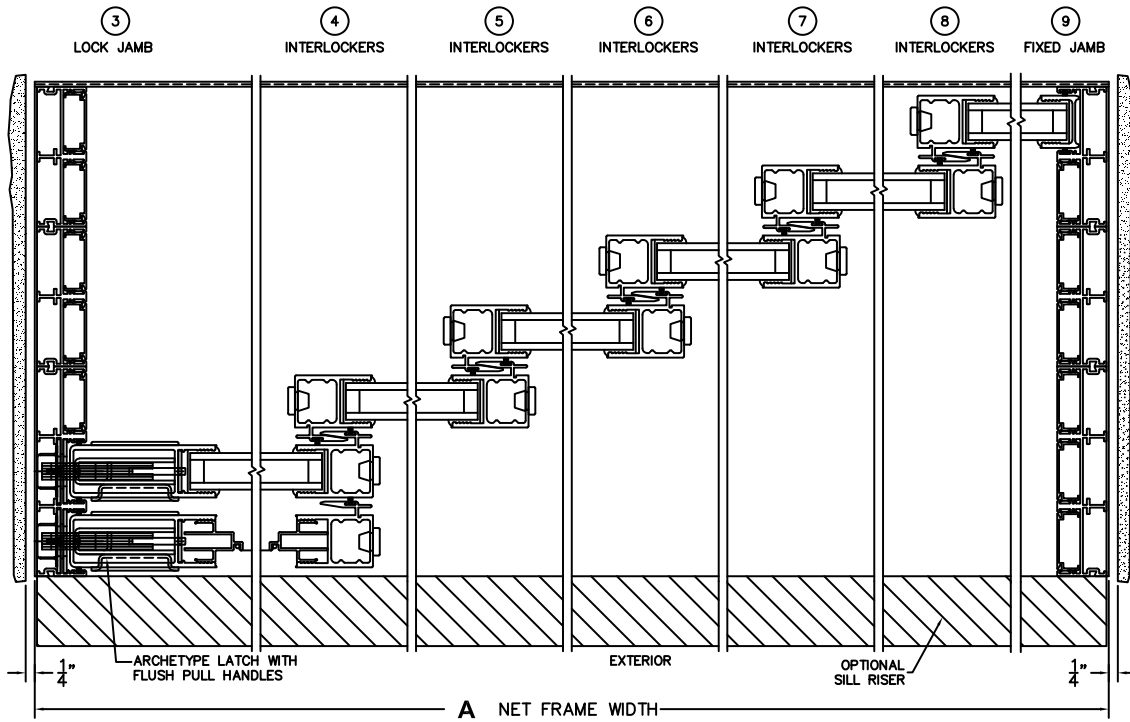 3
LOCK JAMB
4
INTERLOCKERS
5
INTERLOCKERS
6
INTERLOCKERS
7
INTERLOCKERS
8
INTERLOCKERS
9
FIXED JAMB
1/4"
ARCHETYPE LATCH WITH
FLUSH PULL HANDLES
EXTERIOR
OPTIONAL
SILL RISER
1/4"
A NET FRAME WIDTH